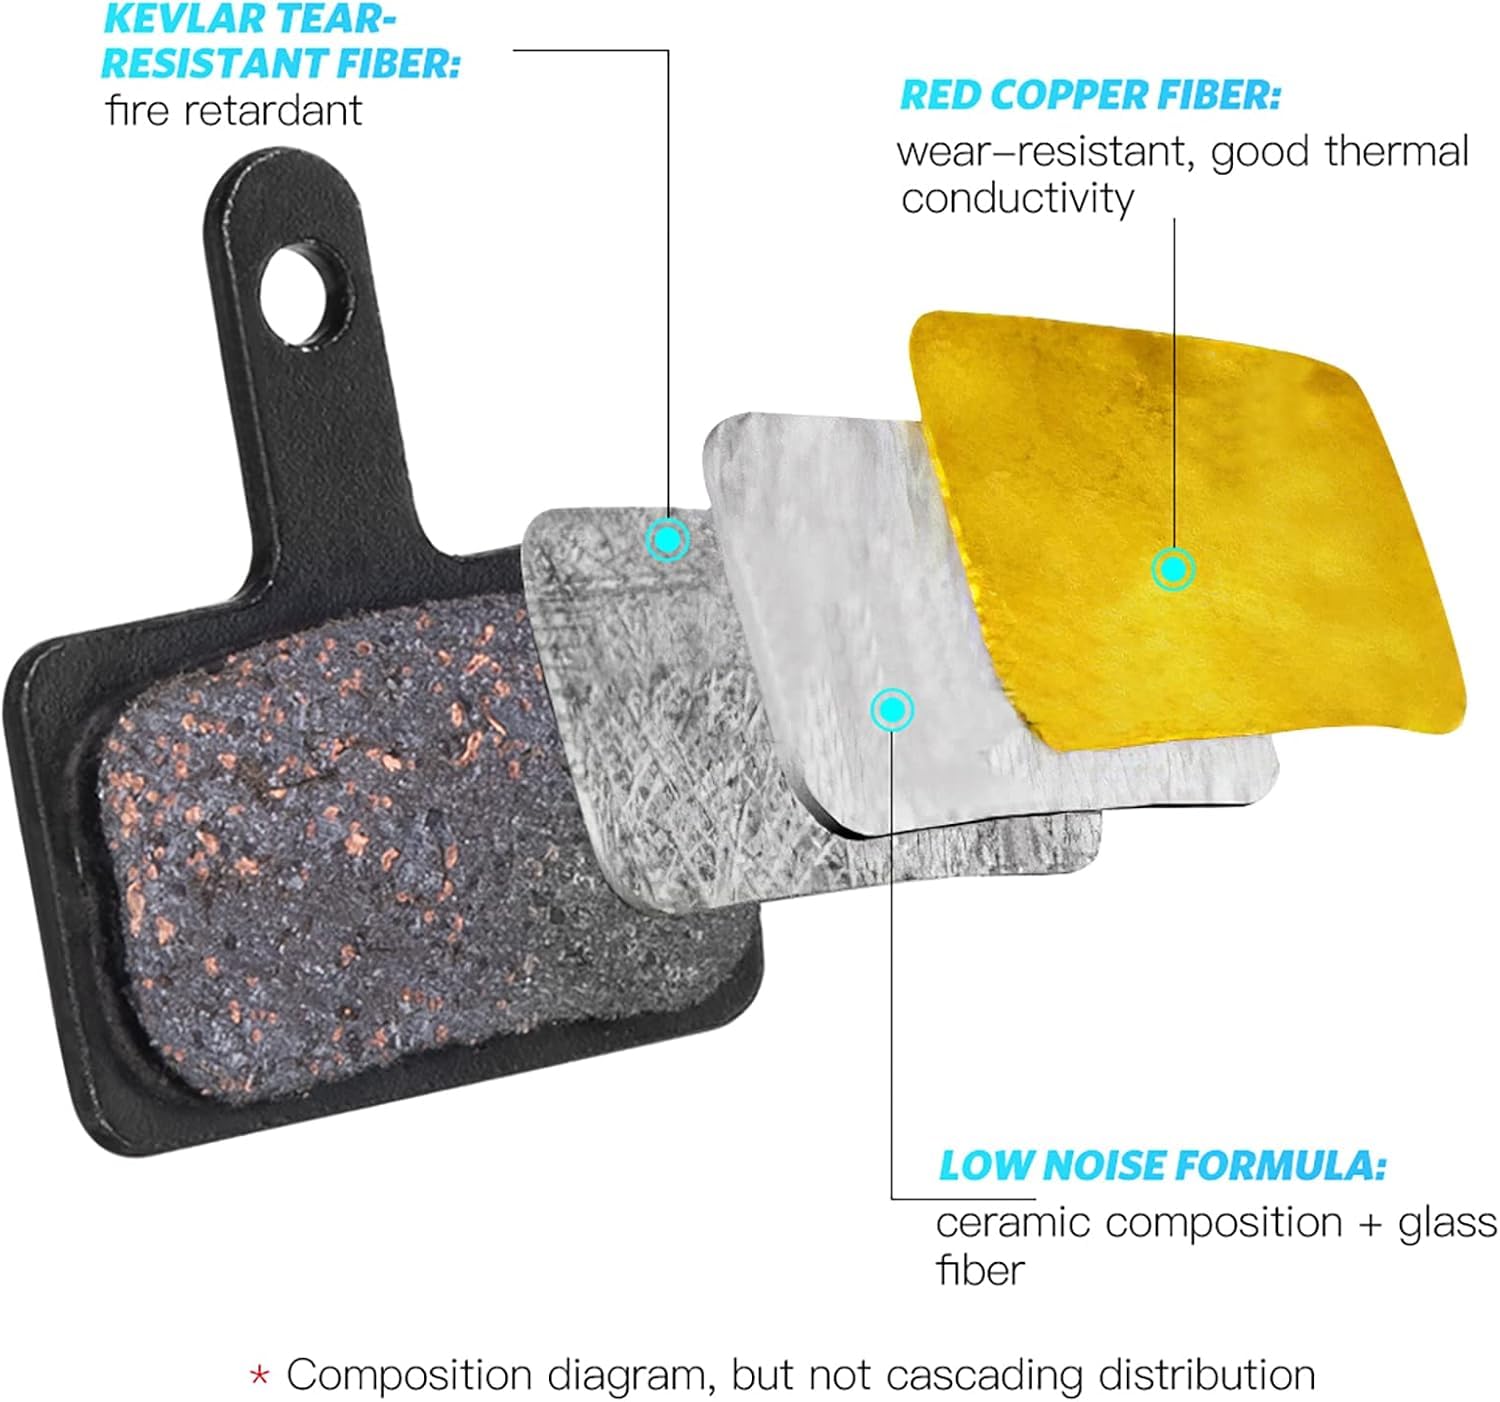 KEVLAR TEAR-
RESISTANT FIBER:
fire retardant
RED COPPER FIBER:
wear-resistant, good thermal
conductivity
LOW NOISE FORMULA:
ceramic composition + glass
fiber
* Composition diagram, but not cascading distribution